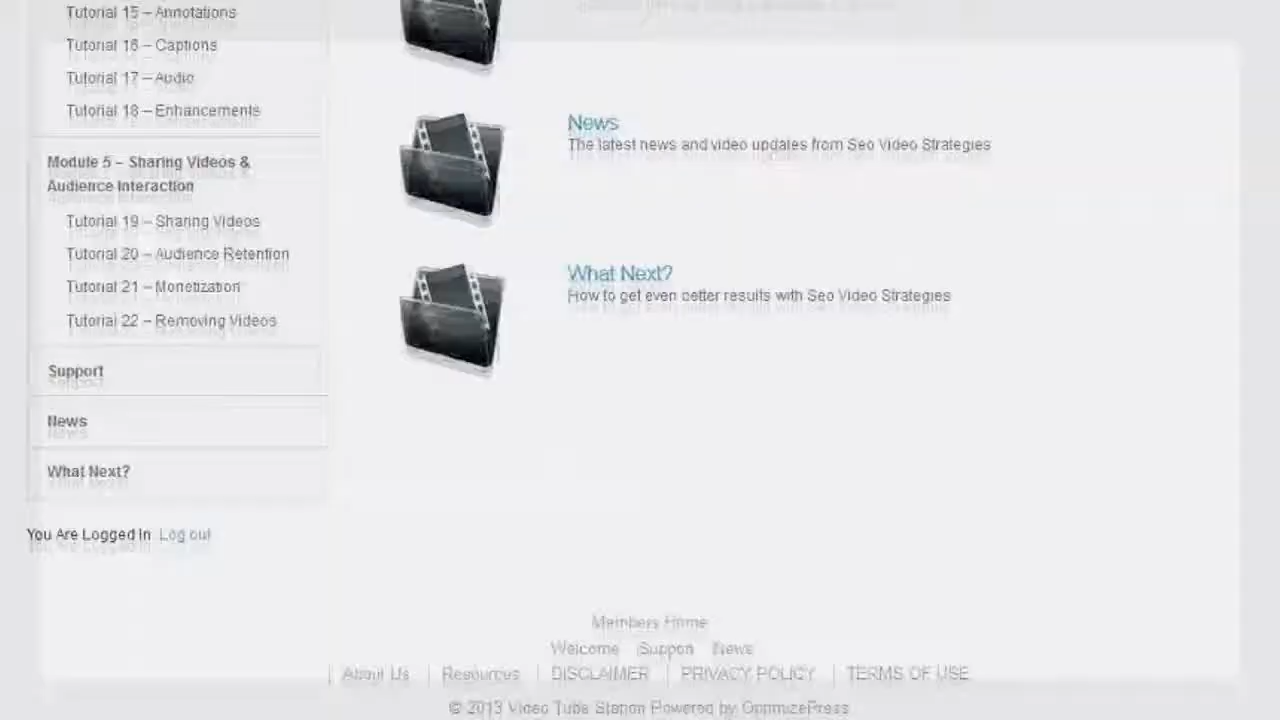 Tutorial 15 – Annotations
Tutorial 16 – Captions
Tutorial 17 – Audio
Tutorial 18 – Enhancements
Module 5 – Sharing Videos &
Audience Interaction
Tutorial 19 – Sharing Videos
Tutorial 20 – Audience Retention
Tutorial 21 – Monetization
Tutorial 22 – Removing Videos
Support
News
What Next?
You Are Logged In Log out
News
The latest news and video updates from Seo Video Strategies
What Next?
How to get even better results with Seo Video Strategies
Members Home
Welcome Support News
| About Us | Resources | DISCLAIMER | PRIVACY POLICY | TERMS OF USE
© 2013 Video Tube Station Powered by OptimizePress